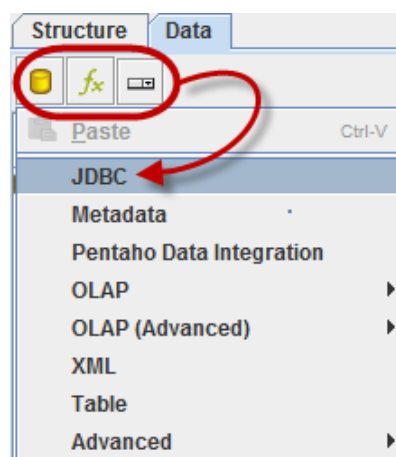 Structure Data
fx
Paste Ctrl-V
JDBC
Metadata
Pentaho Data Integration
OLAP
OLAP (Advanced)
XML
Table
Advanced